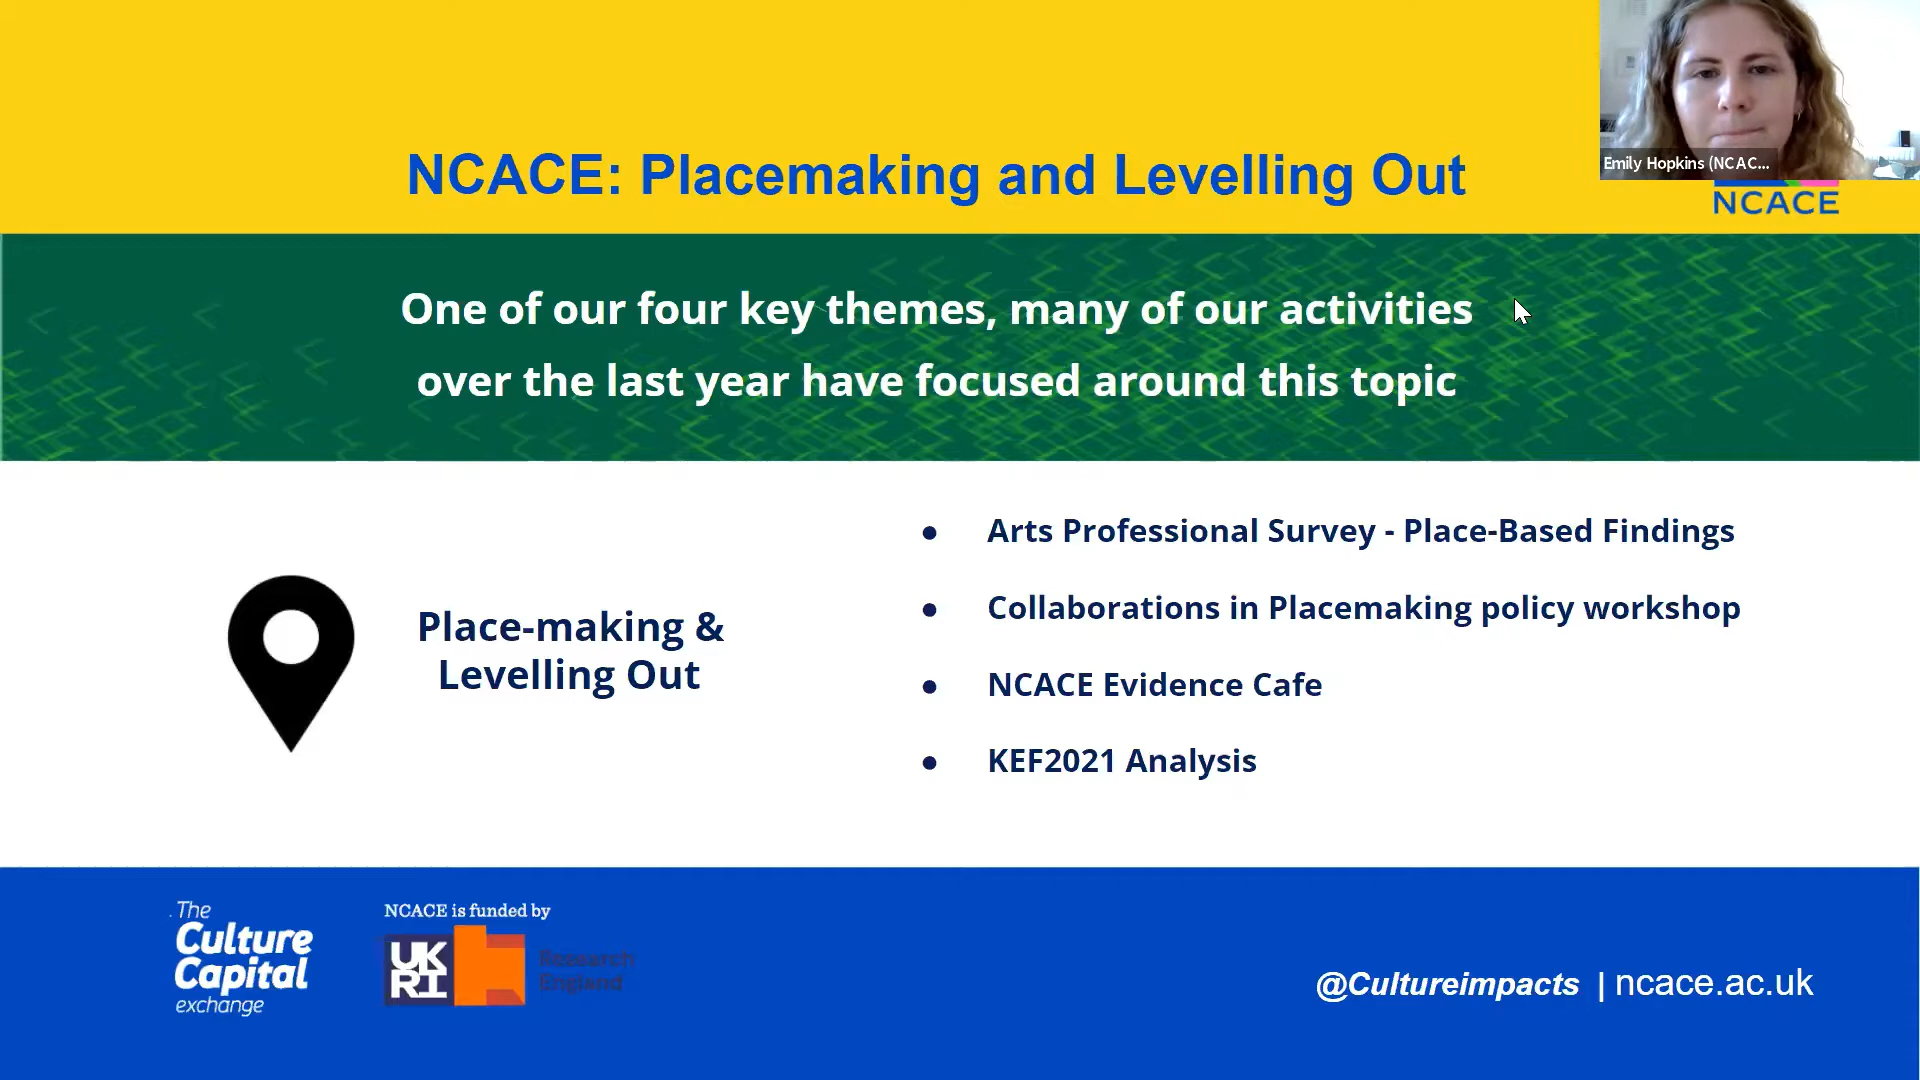 NCACE: Placemaking and Levelling Out
Emily Hopkins (NCAC...
NCACE
One of our four key themes, many of our activities
over the last year have focused around this topic
Place-making &
Levelling Out
● Arts Professional Survey - Place-Based Findings
● Collaborations in Placemaking policy workshop
● NCACE Evidence Cafe
● KEF2021 Analysis
The
Culture
Capital
exchange
NCACE is funded by
UK
RI
Research
England
@Cultureimpacts | ncace.ac.uk